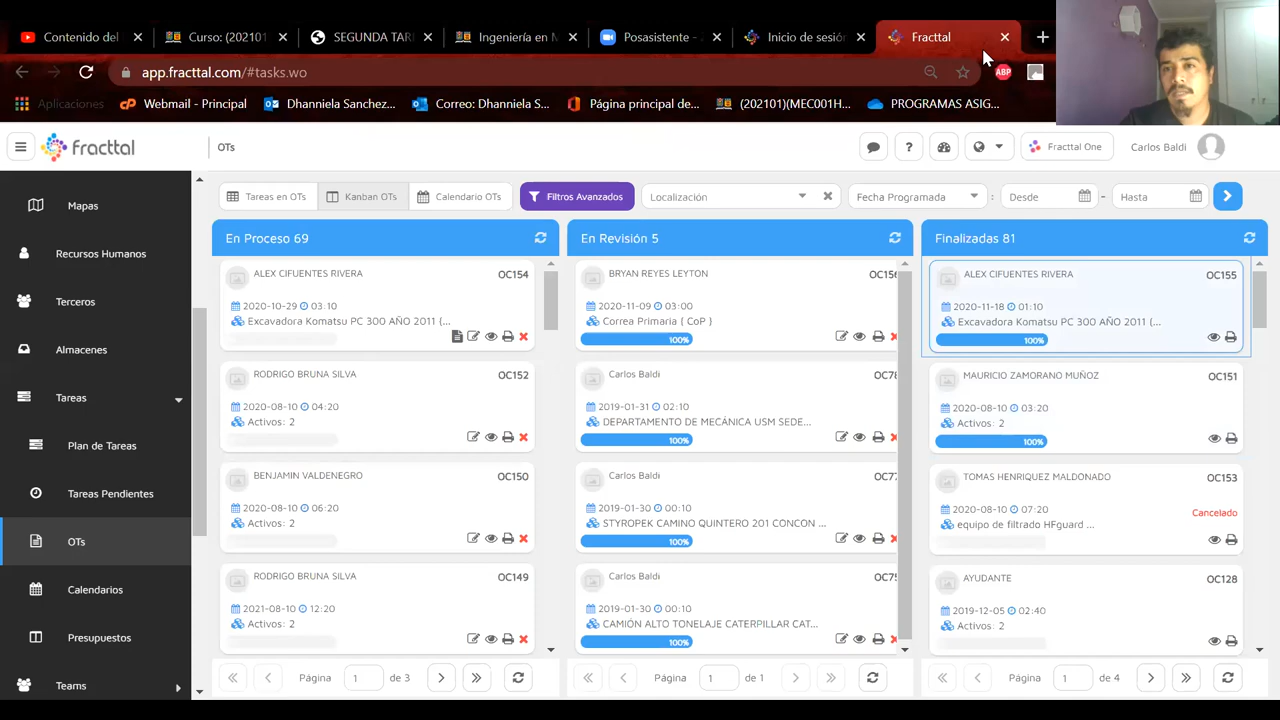 Contenido del
Curso: (202101
SEGUNDA TAR
Ingeniería en M
Posasistente - A
Inicio de sesión
Fracttal
app.fracttal.com/#tasks.wo
ABP
Aplicaciones
Webmail - Principal
Dhanniela Sanchez...
Correo: Dhanniela S...
Página principal de...
(202101)(MEC001H...
PROGRAMAS ASIG...
fracttal
OTs
Fracttal One
Carlos Baldi
Mapas
Recursos Humanos
Terceros
Almacenes
Tareas
Plan de Tareas
Tareas Pendientes
OTs
Calendarios
Presupuestos
Teams
Tareas en OTs
Kanban OTs
Calendario OTs
Filtros Avanzados
Localización
Fecha Programada
:
Desde
-
Hasta
En Proceso 69
ALEX CIFUENTES RIVERA
OC154
2020-10-29 03:10
Excavadora Komatsu PC 300 AÑO 2011 (...
RODRIGO BRUNA SILVA
OC152
2020-08-10 04:20
Activos: 2
BENJAMIN VALDENEGRO
OC150
2020-08-10 06:20
Activos: 2
RODRIGO BRUNA SILVA
OC149
2021-08-10 12:20
Activos: 2
Página 1 de 3
En Revisión 5
BRYAN REYES LEYTON
OC156
2020-11-09 03:00
Correa Primaria ( CoP )
100%
Carlos Baldi
OC78
2019-01-31 02:10
DEPARTAMENTO DE MECÁNICA USM SEDE...
100%
Carlos Baldi
OC77
2019-01-30 00:10
STYROPEK CAMINO QUINTERO 201 CONCON ...
100%
Carlos Baldi
OC75
2019-01-30 00:10
CAMIÓN ALTO TONELAJE CATERPILLAR CAT...
100%
Página 1 de 1
Finalizadas 81
ALEX CIFUENTES RIVERA
OC155
2020-11-18 01:10
Excavadora Komatsu PC 300 AÑO 2011 (...
100%
MAURICIO ZAMORANO MUÑOZ
OC151
2020-08-10 03:20
Activos: 2
100%
TOMAS HENRIQUEZ MALDONADO
OC153
2020-08-10 07:20
Cancelado
equipo de filtrado HFguard ...
AYUDANTE
OC128
2019-12-05 02:40
Activos: 2
Página 1 de 4